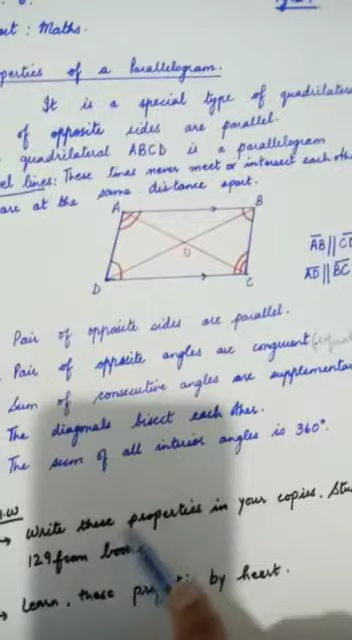 : Maths.
of a Parallelogram.
It is a special type of
of opposite sides are parallel.
quadrilateral ABCD is a parallelogram
lines: These lines never meet or intersect each
are at the same distance apart.
A B
O
D C
AB || CD
AD || BC
Pair of opposite sides are parallel.
Pair of opposite angles are congruent
Sum of consecutive angles are
The diagonals bisect each other.
The sum of all interior angles is 360°.
→ Write these properties in your copies.
129 from
→ Learn, these by heart.